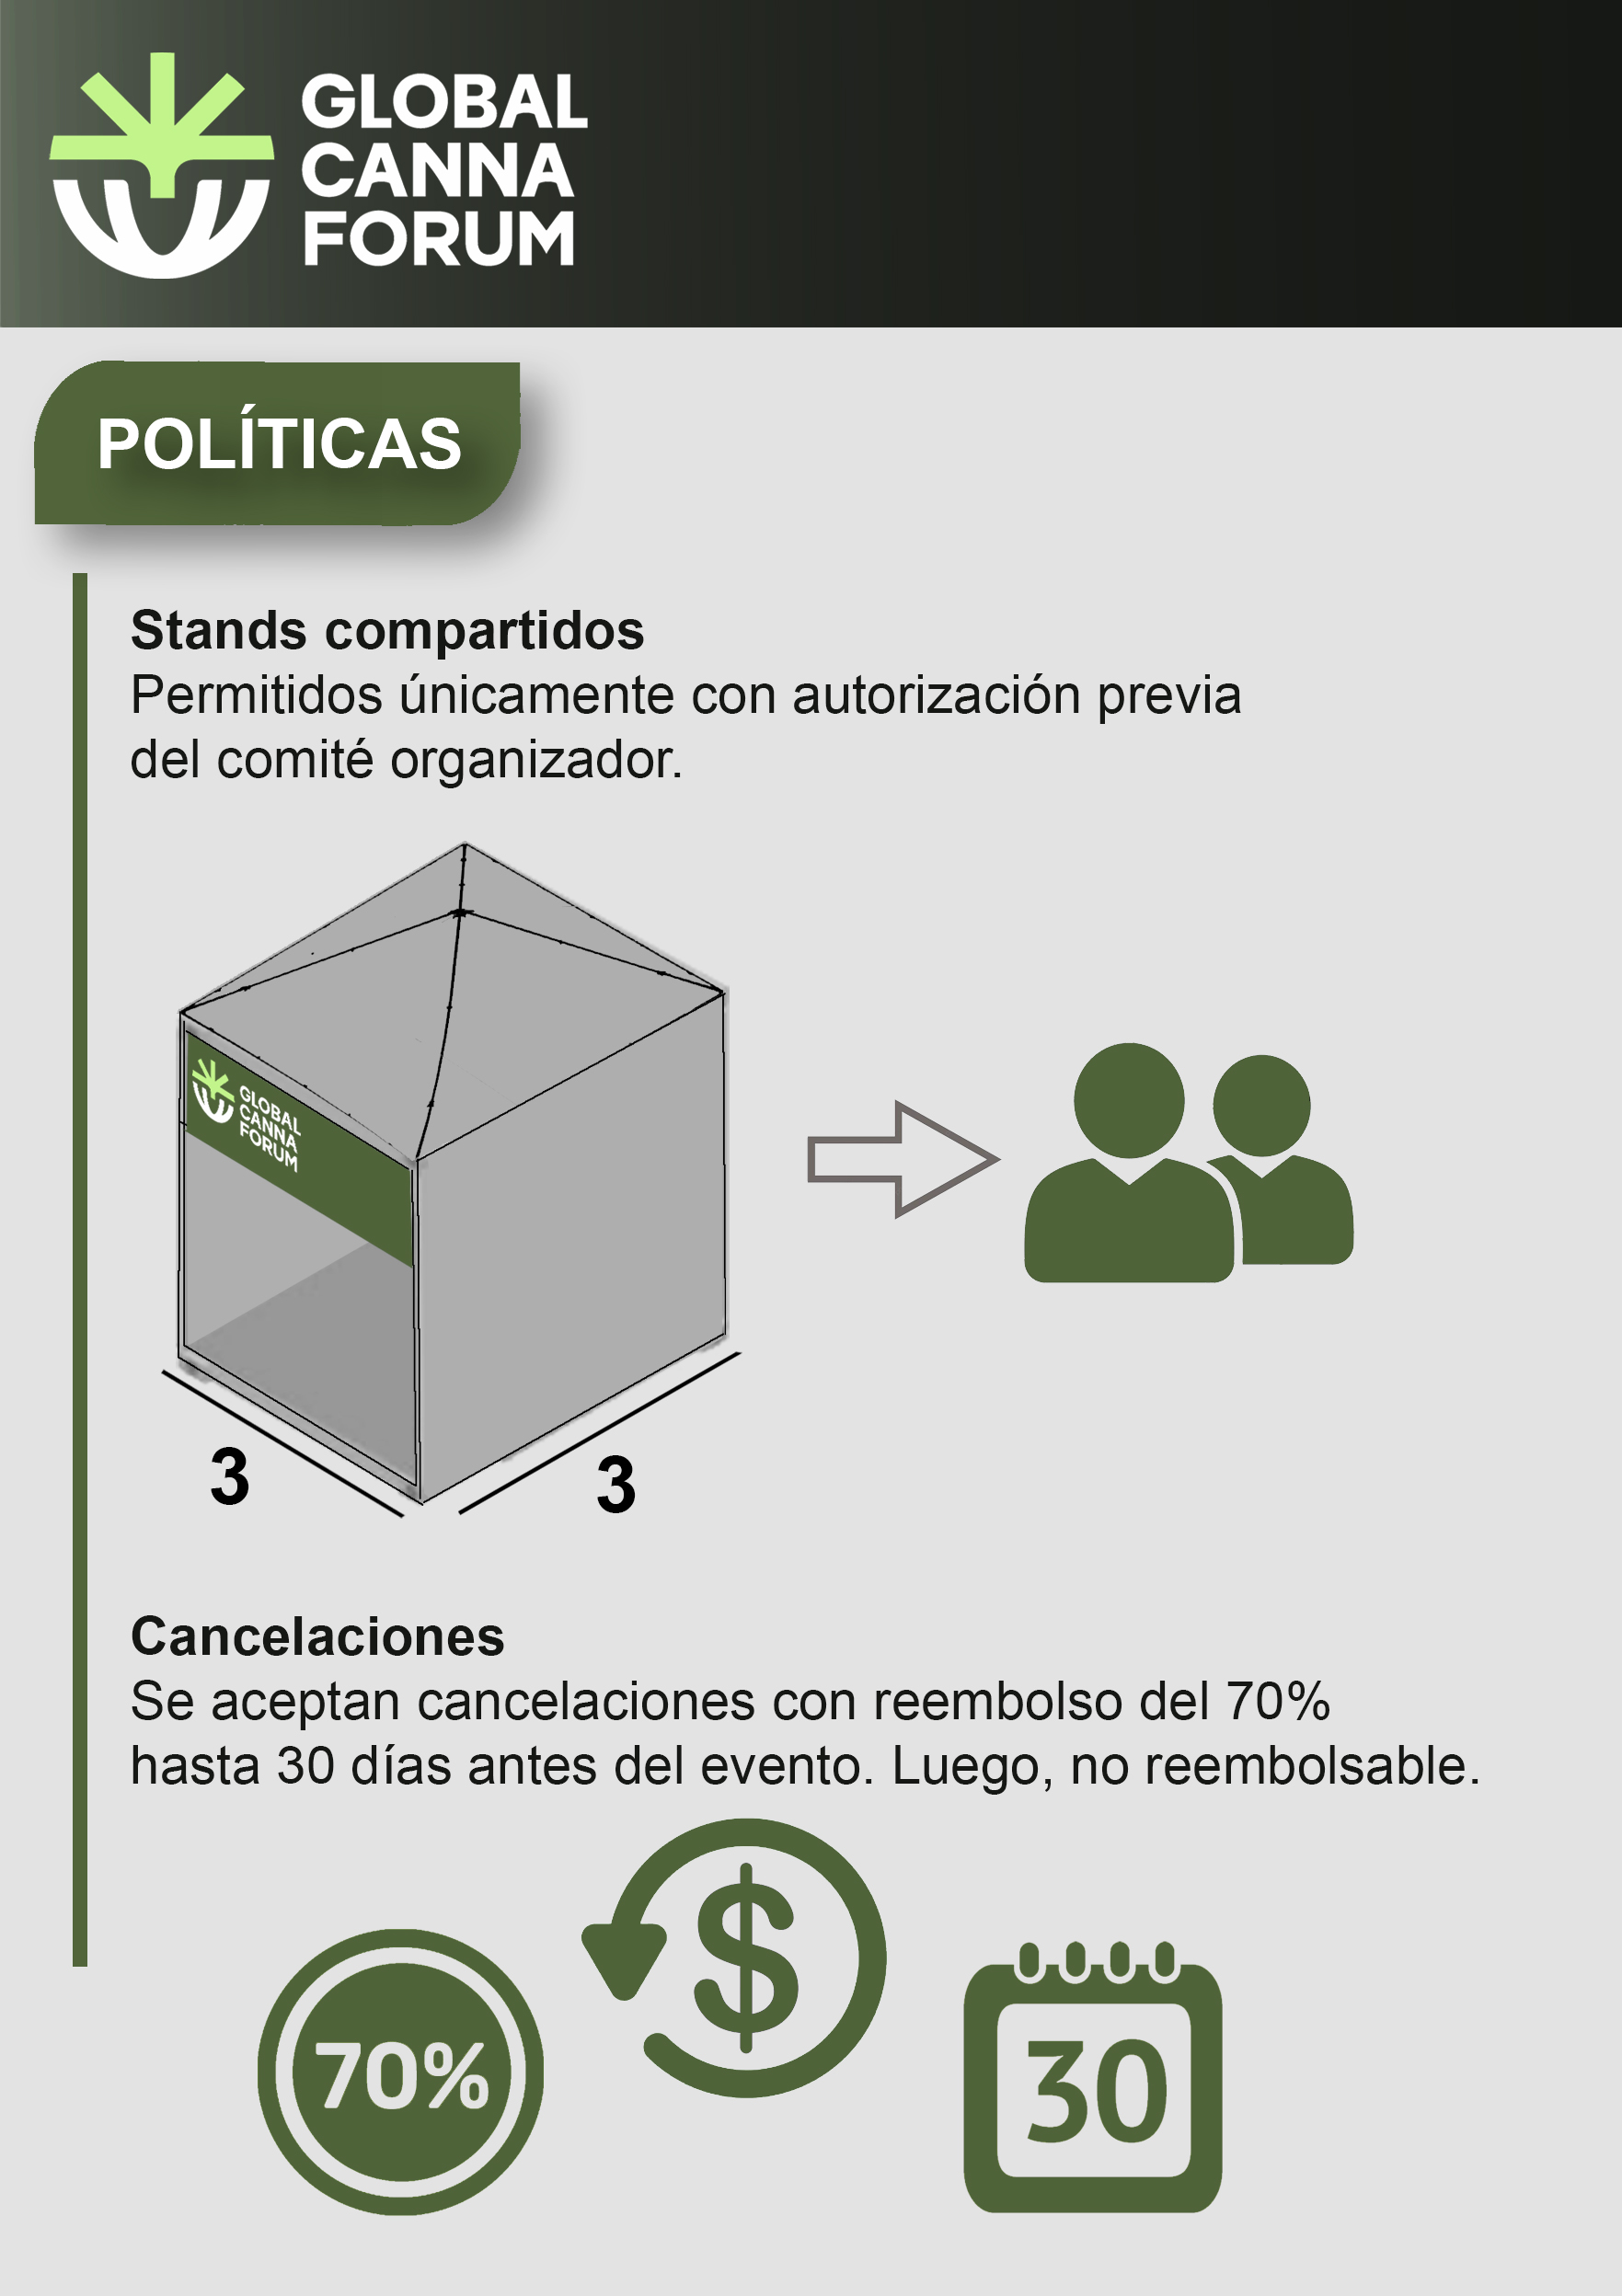 GLOBAL
CANNA
FORUM
POLÍTICAS
Stands compartidos
Permitidos únicamente con autorización previa
del comité organizador.
GLOBAL
CANNA
FORUM
3
3
Cancelaciones
Se aceptan cancelaciones con reembolso del 70%
hasta 30 días antes del evento. Luego, no reembolsable.
$
70%
30